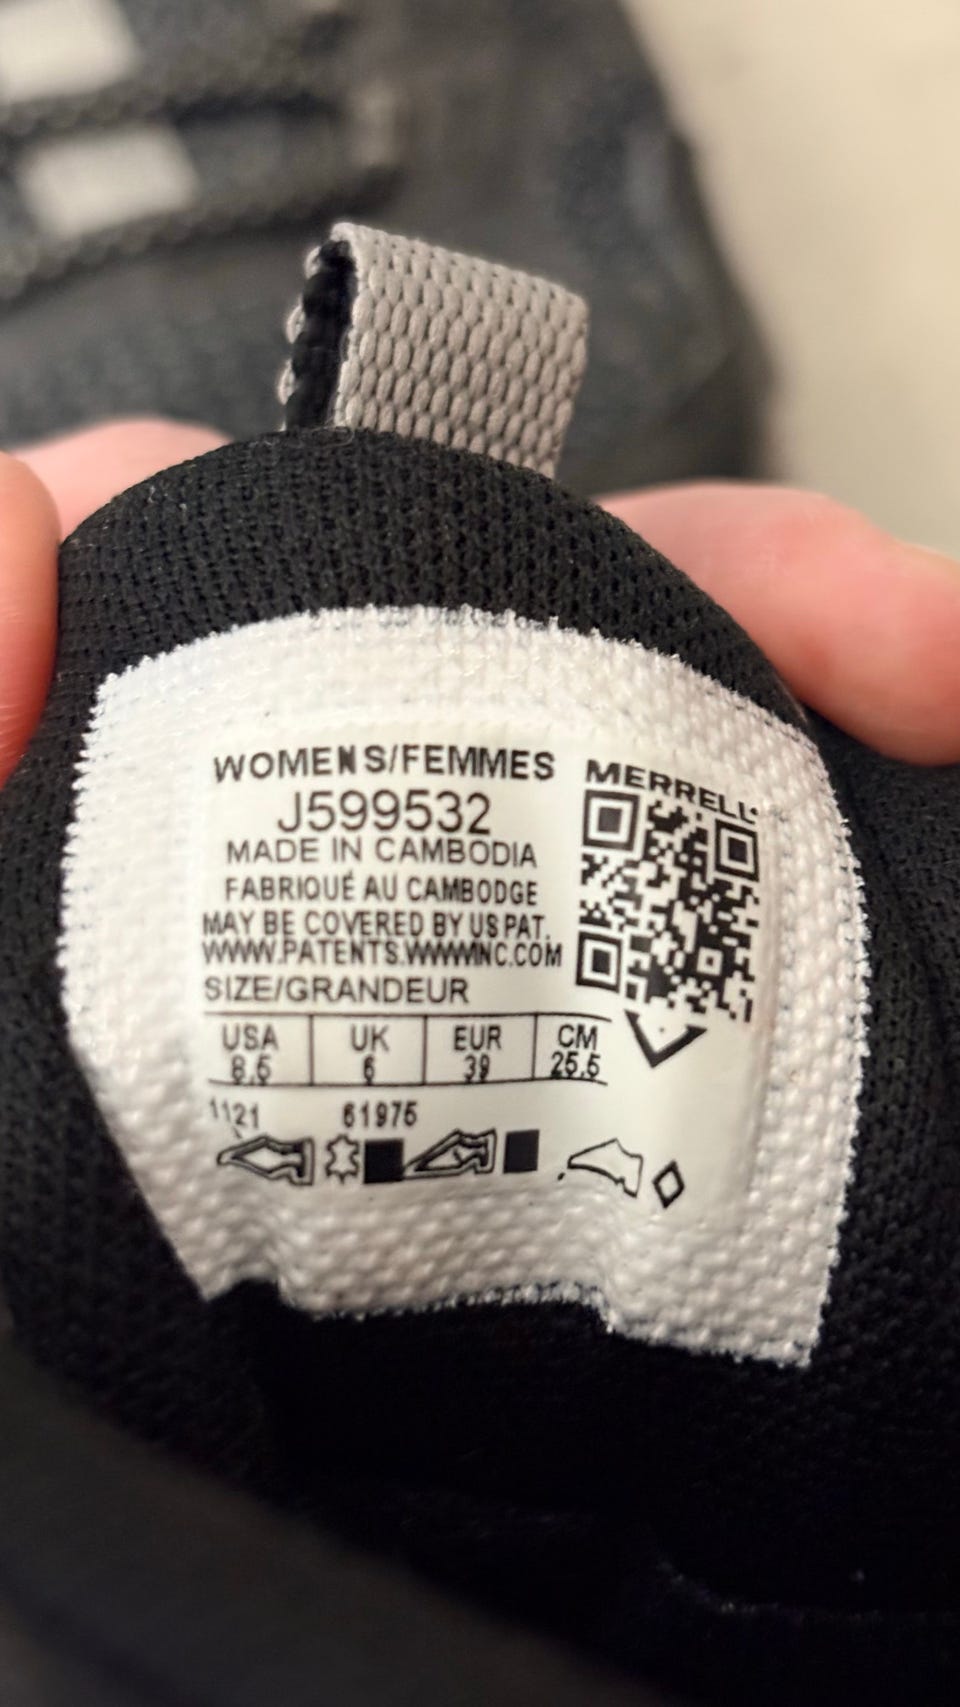 WOMENS/FEMMES
MERRELL
J599532
MADE IN CAMBODIA
FABRIQUÉ AU CAMBODGE
MAY BE COVERED BY US PAT.
WWW.PATENTS.WWWINC.COM
SIZE/GRANDEUR
USA UK EUR CM
8.5 6 39 25.5
1121 61975